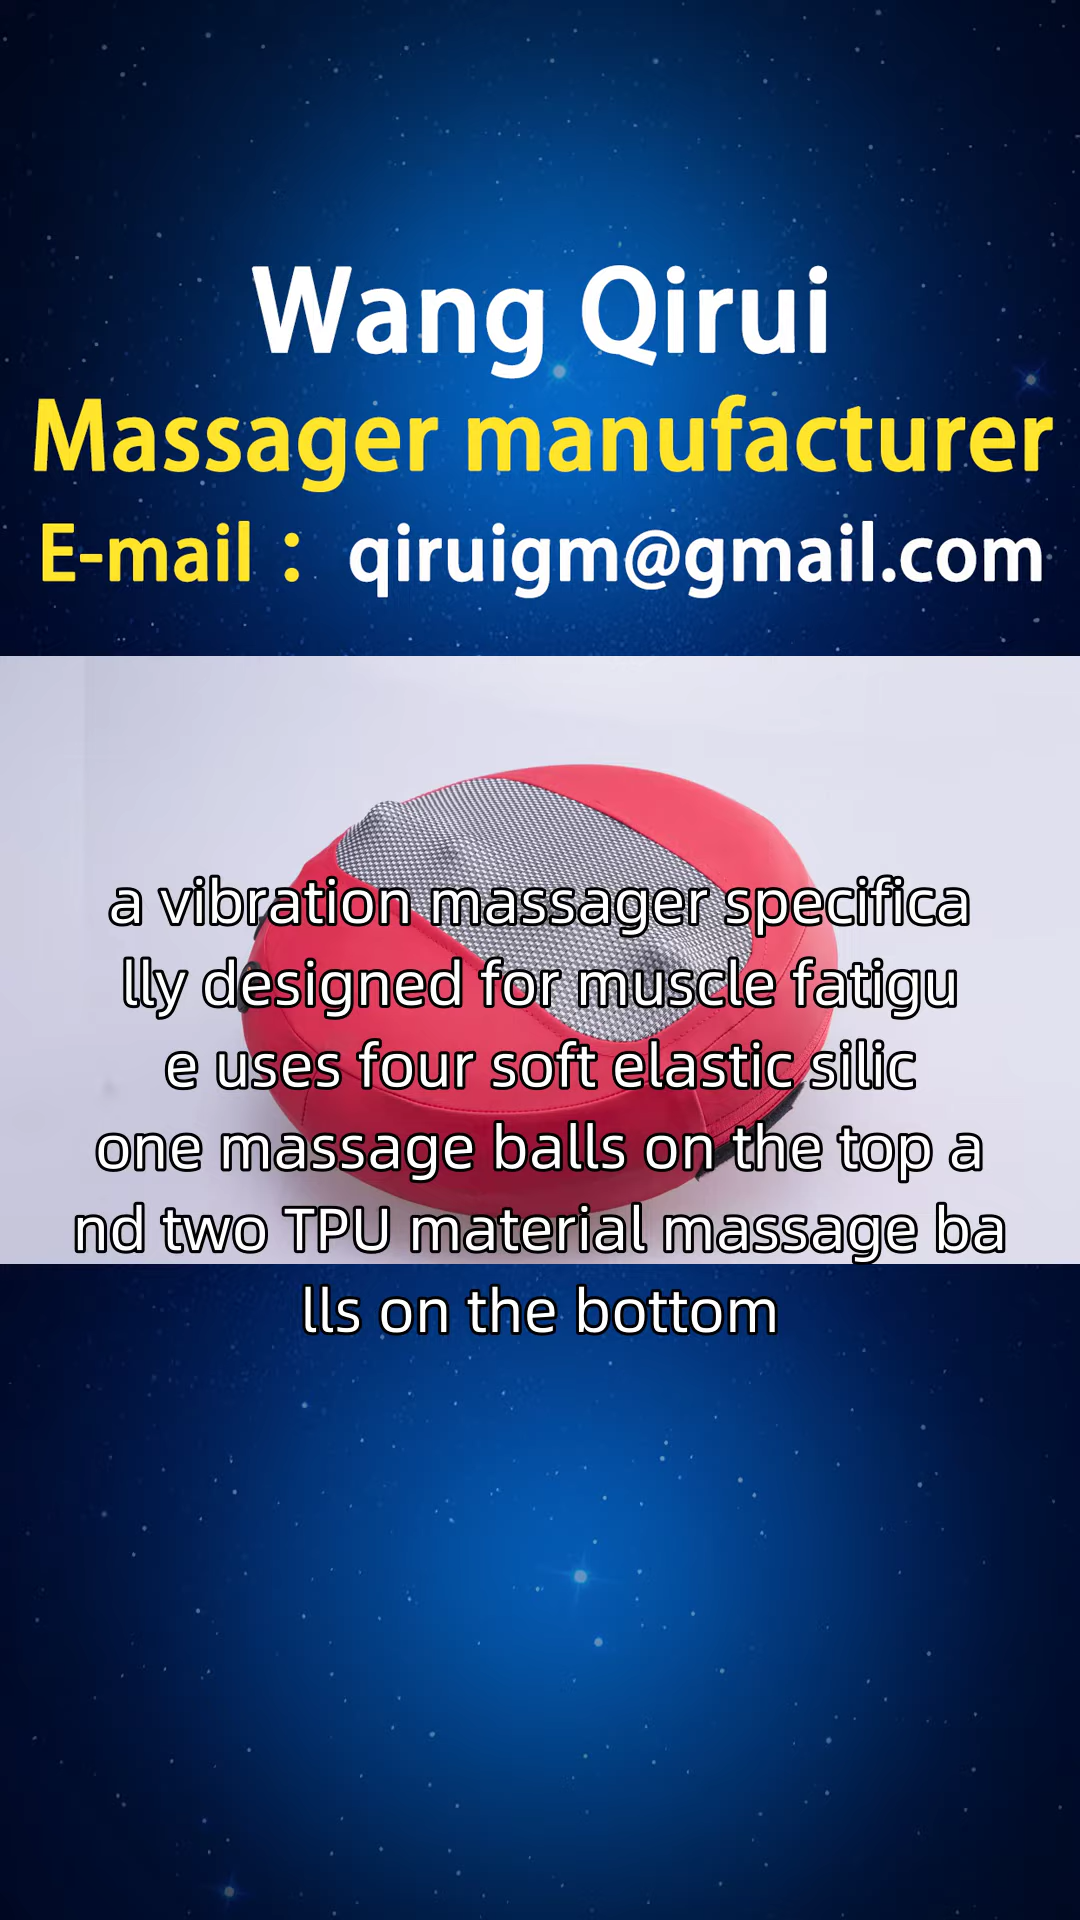 Wang Qirui
Massager manufacturer
E-mail： qiruigm@gmail.com
a vibration massager specifica
lly designed for muscle fatigu
e uses four soft elastic silic
one massage balls on the top a
nd two TPU material massage ba
lls on the bottom